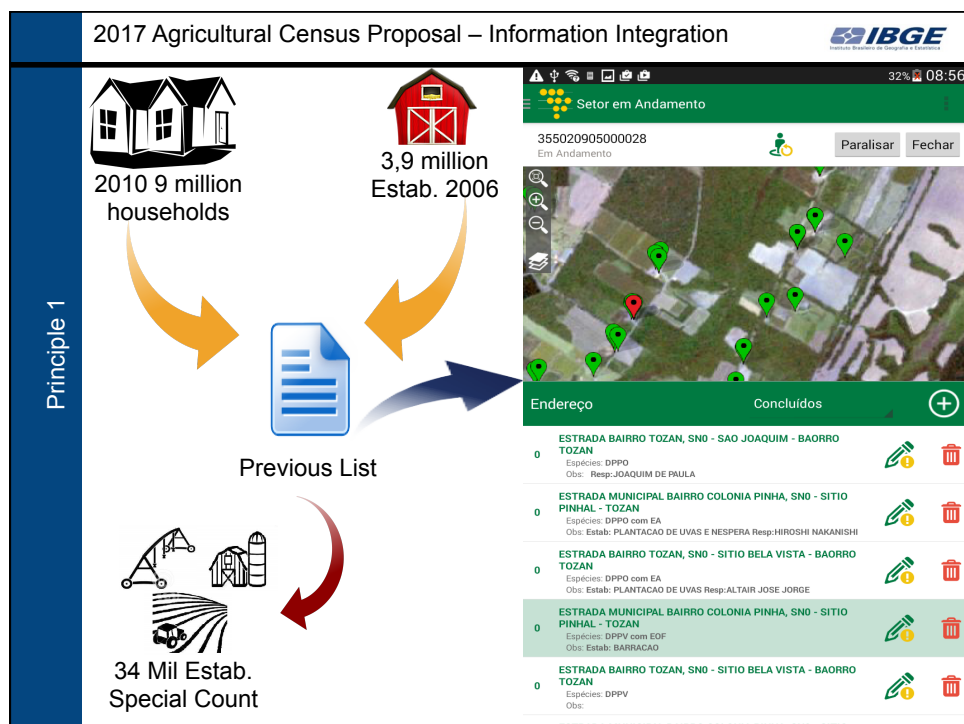 2017 Agricultural Census Proposal – Information Integration
IBGE
Instituto Brasileiro de Geografia e Estatística
Principle 1
2010 9 million
households
3,9 million
Estab. 2006
Previous List
34 Mil Estab.
Special Count
32% 08:56
Setor em Andamento
355020905000028
Em Andamento
Paralisar Fechar
Endereço Concluídos
ESTRADA BAIRRO TOZAN, SN0 - SAO JOAQUIM - BAORRO
0 TOZAN
Espécies: DPPO
Obs: Resp:JOAQUIM DE PAULA
ESTRADA MUNICIPAL BAIRRO COLONIA PINHA, SN0 - SITIO
0 PINHAL - TOZAN
Espécies: DPPO com EA
Obs: Estab: PLANTACAO DE UVAS E NESPERA Resp:HIROSHI NAKANISHI
ESTRADA BAIRRO TOZAN, SN0 - SITIO BELA VISTA - BAORRO
0 TOZAN
Espécies: DPPO com EA
Obs: Estab: PLANTACAO DE UVAS Resp:ALTAIR JOSE JORGE
ESTRADA MUNICIPAL BAIRRO COLONIA PINHA, SN0 - SITIO
0 PINHAL - TOZAN
Espécies: DPPV com EOF
Obs: Estab: BARRACAO
ESTRADA BAIRRO TOZAN, SN0 - SITIO BELA VISTA - BAORRO
0 TOZAN
Espécies: DPPV
Obs: